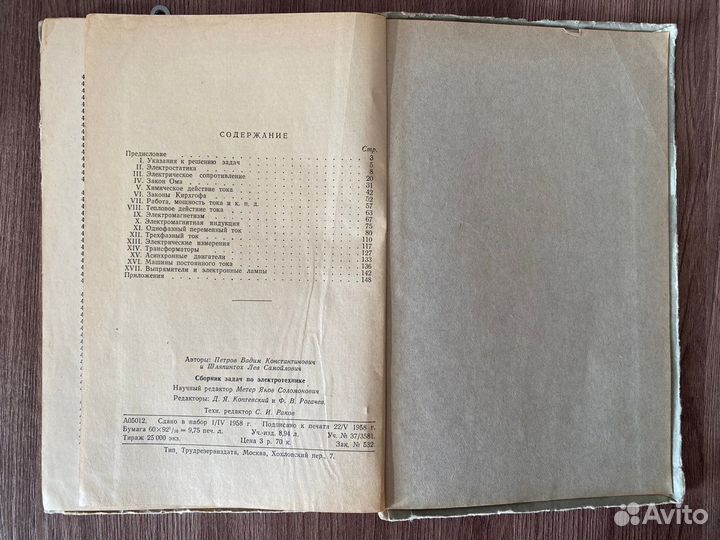 СОДЕРЖАНИЕ
Стр.
Предисловие . . . 3
I. Указания к решению задач . . . 5
II. Электростатика . . . 8
III. Электрическое сопротивление . . . 20
IV. Закон Ома . . . 31
V. Химическое действие тока . . . 42
VI. Законы Кирхгофа . . . 52
VII. Работа, мощность тока и к. п. д. . . . 57
VIII. Тепловое действие тока . . . 63
IX. Электромагнетизм . . . 67
X. Электромагнитная индукция . . . 75
XI. Однофазный переменный ток . . . 80
XII. Трехфазный ток . . . 110
XIII. Электрические измерения . . . 117
XIV. Трансформаторы . . . 127
XV. Асинхронные двигатели . . . 133
XVI. Машины постоянного тока . . . 136
XVII. Выпрямители и электронные лампы . . . 142
Приложения . . . 148
Авторы: Петров Вадим Константинович
и Шляпинтох Лев Самойлович
Сборник задач по электротехнике
Научный редактор Метер Яков Соломонович
Редакторы: Д. Я. Контевский и Ф. В. Рогачев.
Техн. редактор С. И. Раков
А05012. Сдано в набор 1/IV 1958 г. Подписано к печати 22/V 1958 г.
Бумага 60×92¹/₁₆ = 9,75 печ. л. Уч.-изд. 8,94 л. Уч. № 37/3581.
Тираж 25 000 экз. Цена 3 р. 70 к. Зак. № 532.
Тип. Трудрезервиздата, Москва, Хохловский пер., 7.
Avito